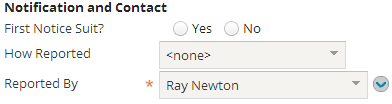 Notification and Contact
First Notice Suit? Yes No
How Reported <none>
Reported By * Ray Newton